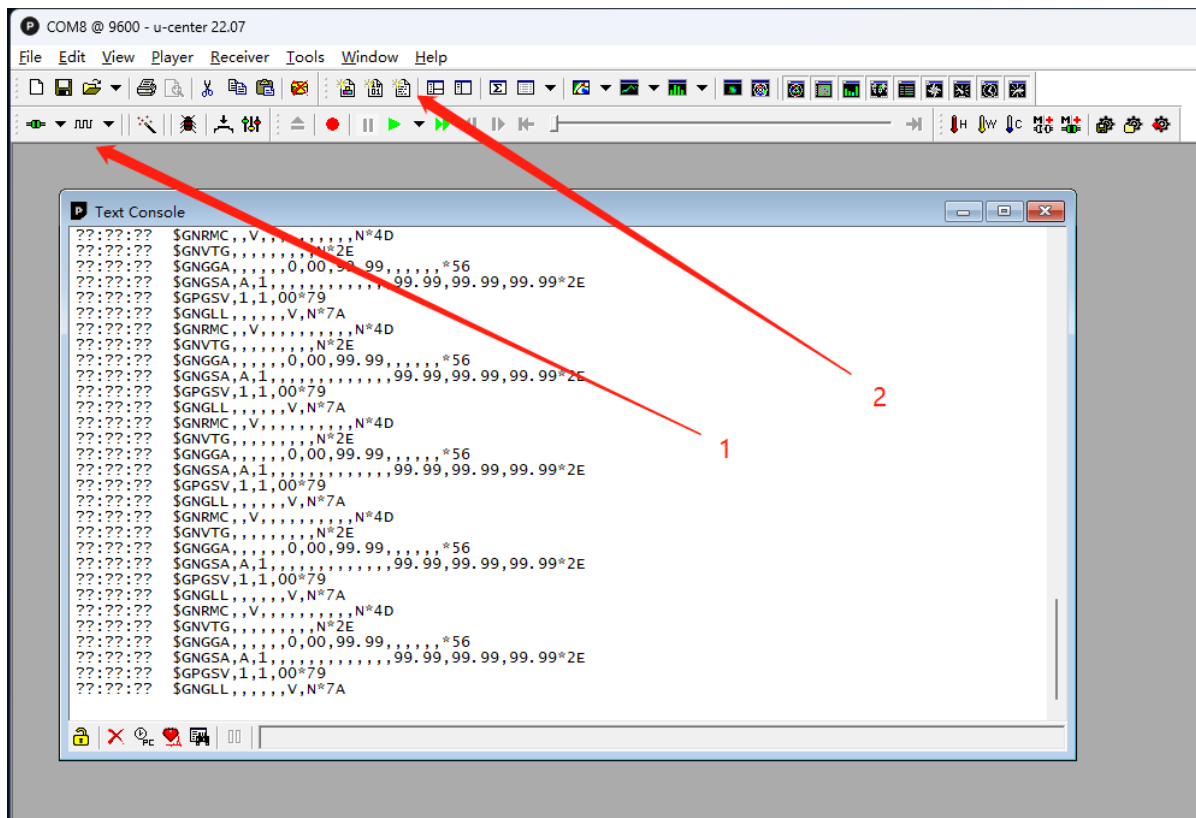 COM8 @ 9600 - u-center 22.07
File Edit View Player Receiver Tools Window Help
H W C
Text Console
??:??:?? $GNRMC,,V,,,,,,,,,,N*4D
??:??:?? $GNVTG,,,,,,,,,N*2E
??:??:?? $GNGGA,,,,,,0,00,99.99,,,,,,*56
??:??:?? $GNGSA,A,1,,,,,,,,,,,,,99.99,99.99,99.99*2E
??:??:?? $GPGSV,1,1,00*79
??:??:?? $GNGLL,,,,,,V,N*7A
??:??:?? $GNRMC,,V,,,,,,,,,,N*4D
??:??:?? $GNVTG,,,,,,,,,N*2E
??:??:?? $GNGGA,,,,,,0,00,99.99,,,,,,*56
??:??:?? $GNGSA,A,1,,,,,,,,,,,,,99.99,99.99,99.99*2E
??:??:?? $GPGSV,1,1,00*79
??:??:?? $GNGLL,,,,,,V,N*7A
??:??:?? $GNRMC,,V,,,,,,,,,,N*4D
??:??:?? $GNVTG,,,,,,,,,N*2E
??:??:?? $GNGGA,,,,,,0,00,99.99,,,,,,*56
??:??:?? $GNGSA,A,1,,,,,,,,,,,,,99.99,99.99,99.99*2E
??:??:?? $GPGSV,1,1,00*79
??:??:?? $GNGLL,,,,,,V,N*7A
??:??:?? $GNRMC,,V,,,,,,,,,,N*4D
??:??:?? $GNVTG,,,,,,,,,N*2E
??:??:?? $GNGGA,,,,,,0,00,99.99,,,,,,*56
??:??:?? $GNGSA,A,1,,,,,,,,,,,,,99.99,99.99,99.99*2E
??:??:?? $GPGSV,1,1,00*79
??:??:?? $GNGLL,,,,,,V,N*7A
??:??:?? $GNRMC,,V,,,,,,,,,,N*4D
??:??:?? $GNVTG,,,,,,,,,N*2E
??:??:?? $GNGGA,,,,,,0,00,99.99,,,,,,*56
??:??:?? $GNGSA,A,1,,,,,,,,,,,,,99.99,99.99,99.99*2E
??:??:?? $GPGSV,1,1,00*79
??:??:?? $GNGLL,,,,,,V,N*7A
2
1
PC